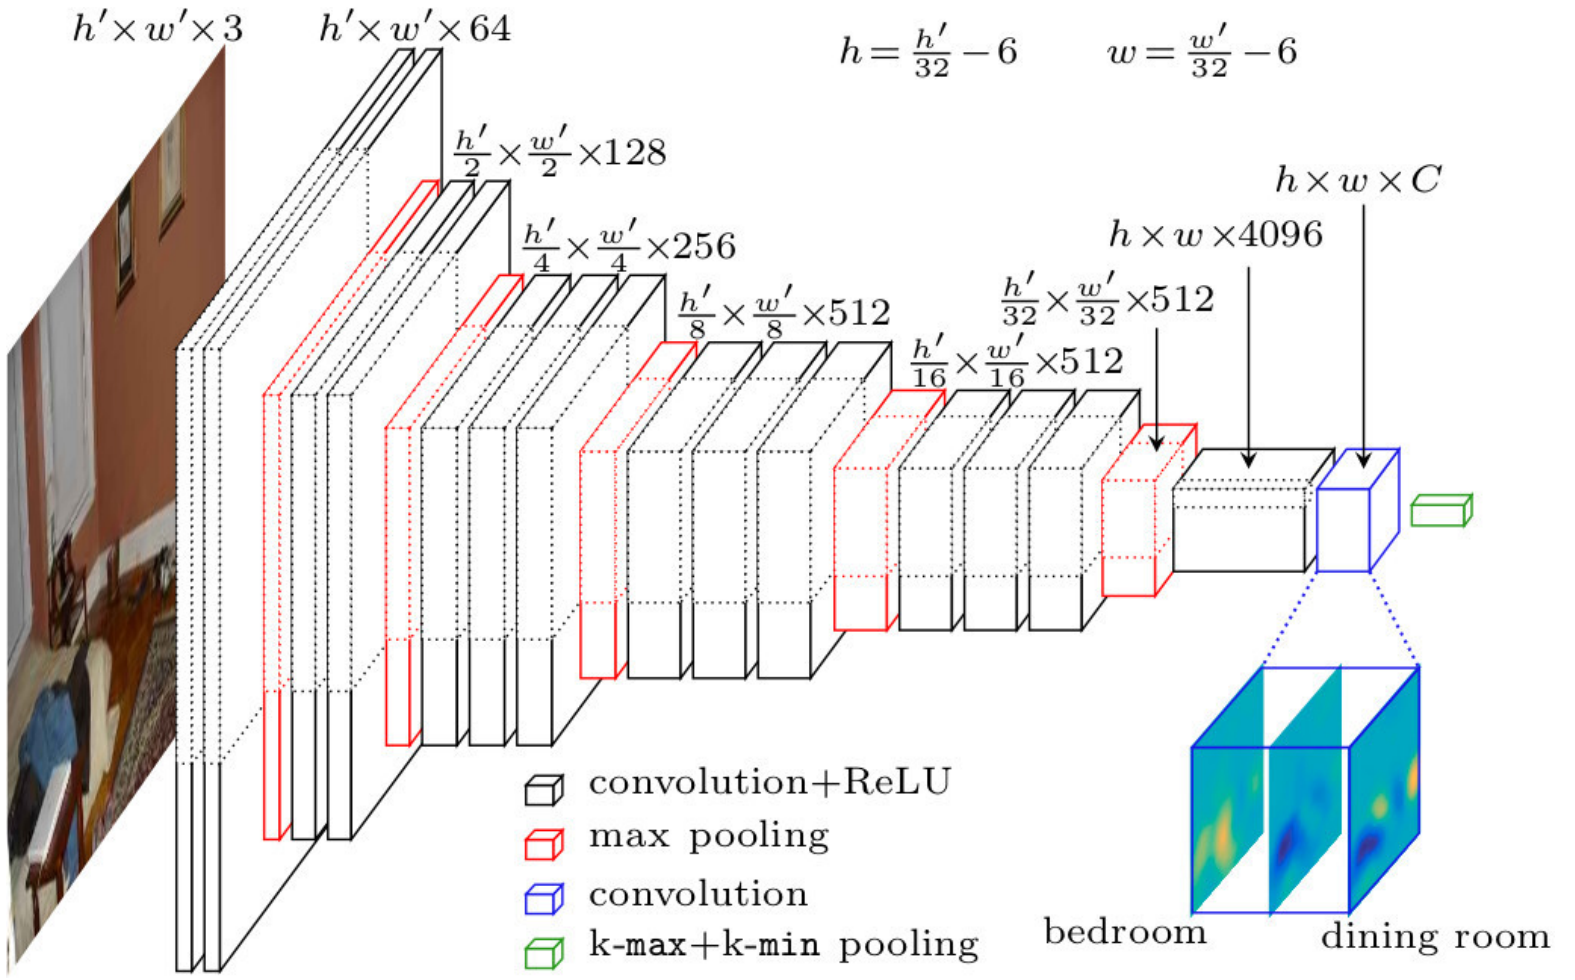 h′×w′×3
h′×w′×64
h=h′/32−6
w=w′/32−6
h′/2×w′/2×128
h′/4×w′/4×256
h′/8×w′/8×512
h′/16×w′/16×512
h′/32×w′/32×512
h×w×4096
h×w×C
convolution+ReLU
max pooling
convolution
k-max+k-min pooling
bedroom
dining room